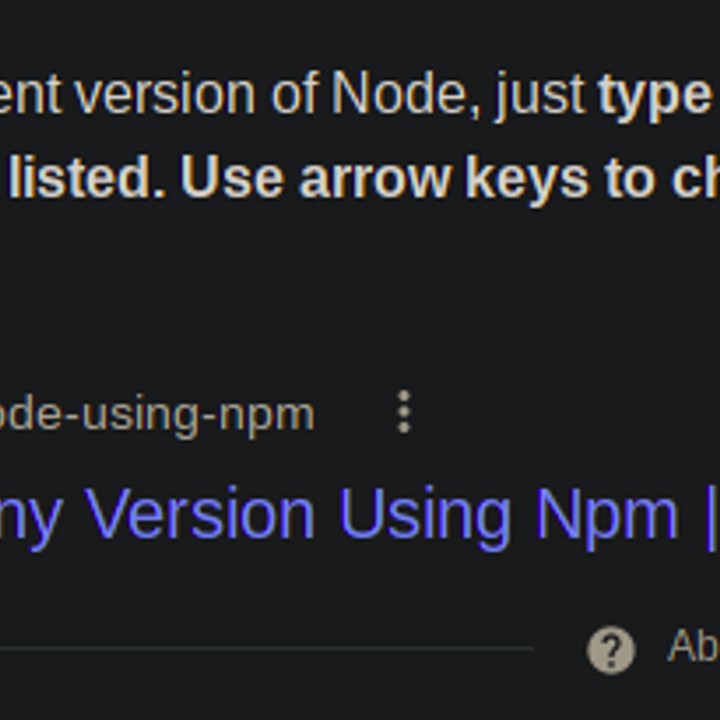 ent version of Node, just type
listed. Use arrow keys to ch
ode-using-npm
ny Version Using Npm |
? Ab